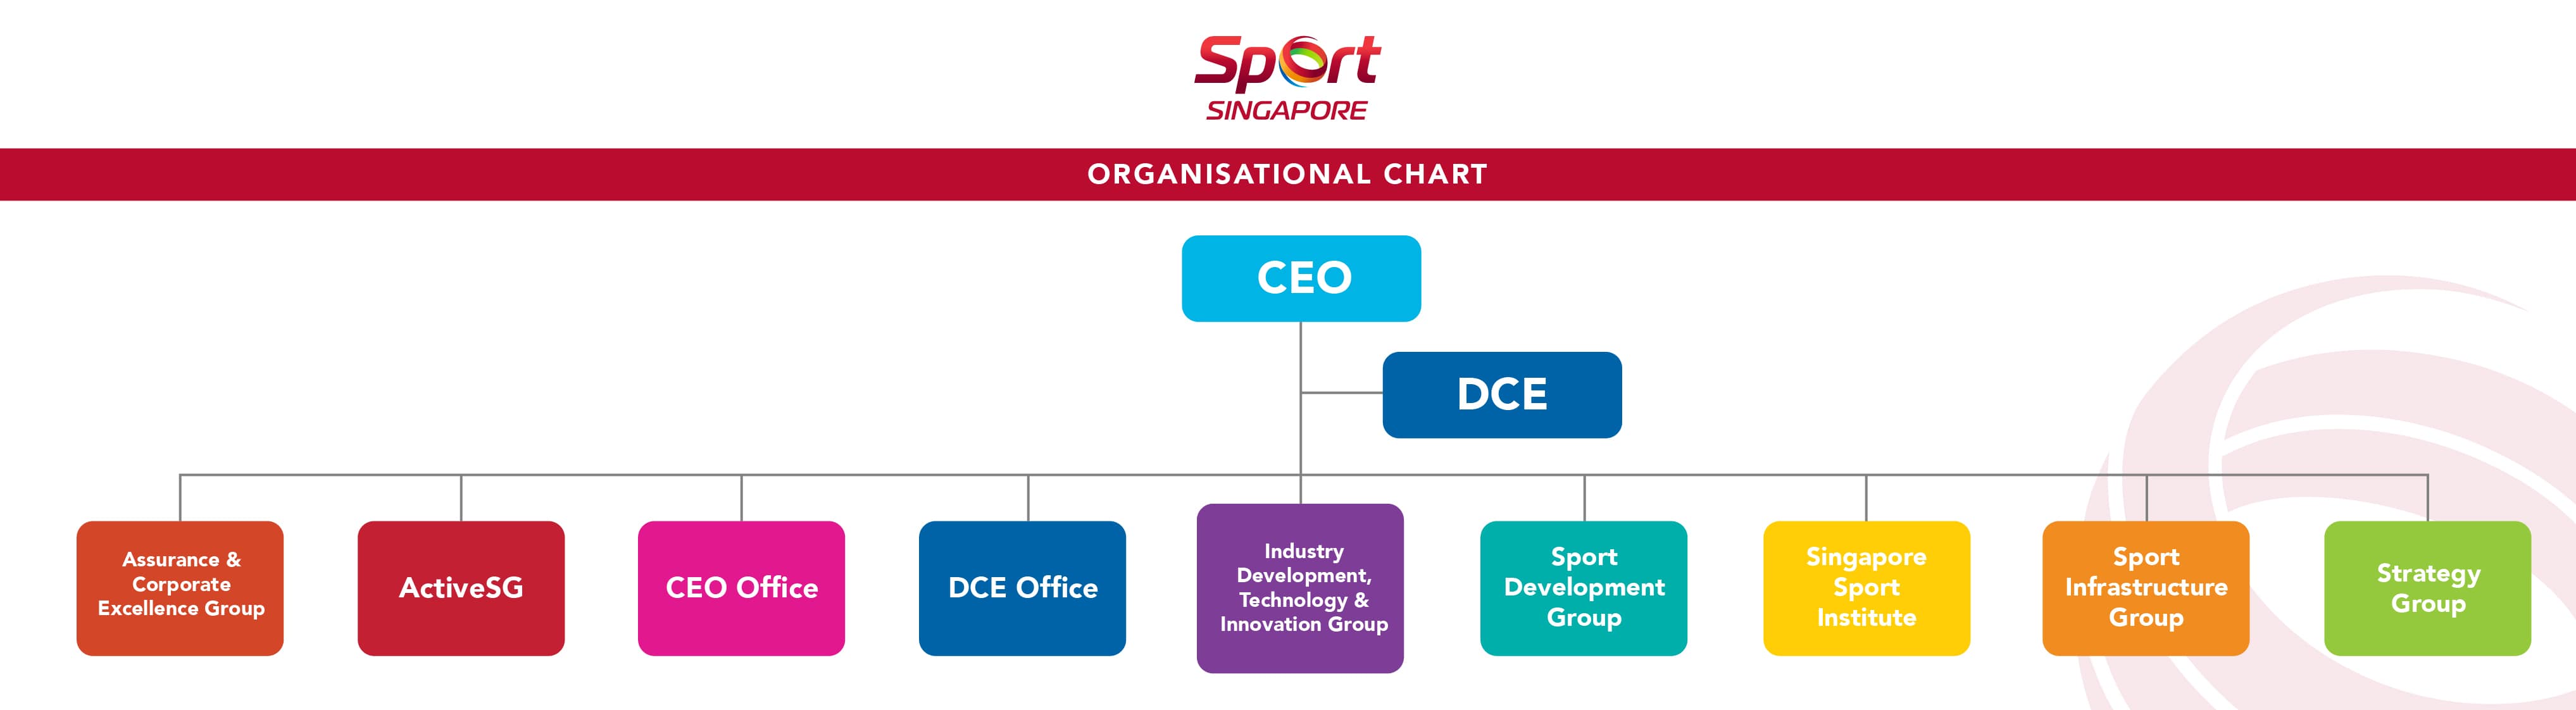 Sport
SINGAPORE
ORGANISATIONAL CHART
CEO
DCE
Assurance &
Corporate
Excellence Group
ActiveSG
CEO Office
DCE Office
Industry
Development,
Technology &
Innovation Group
Sport
Development
Group
Singapore
Sport
Institute
Sport
Infrastructure
Group
Strategy
Group